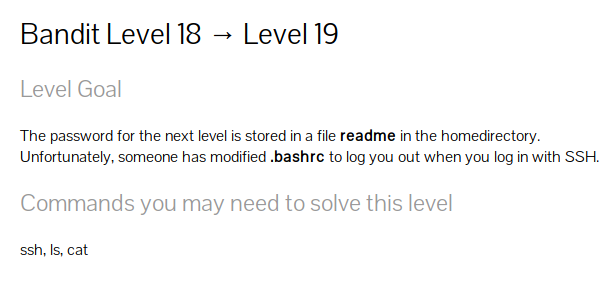 Bandit Level 18 → Level 19
Level Goal
The password for the next level is stored in a file readme in the homedirectory.
Unfortunately, someone has modified .bashrc to log you out when you log in with SSH.
Commands you may need to solve this level
ssh, ls, cat